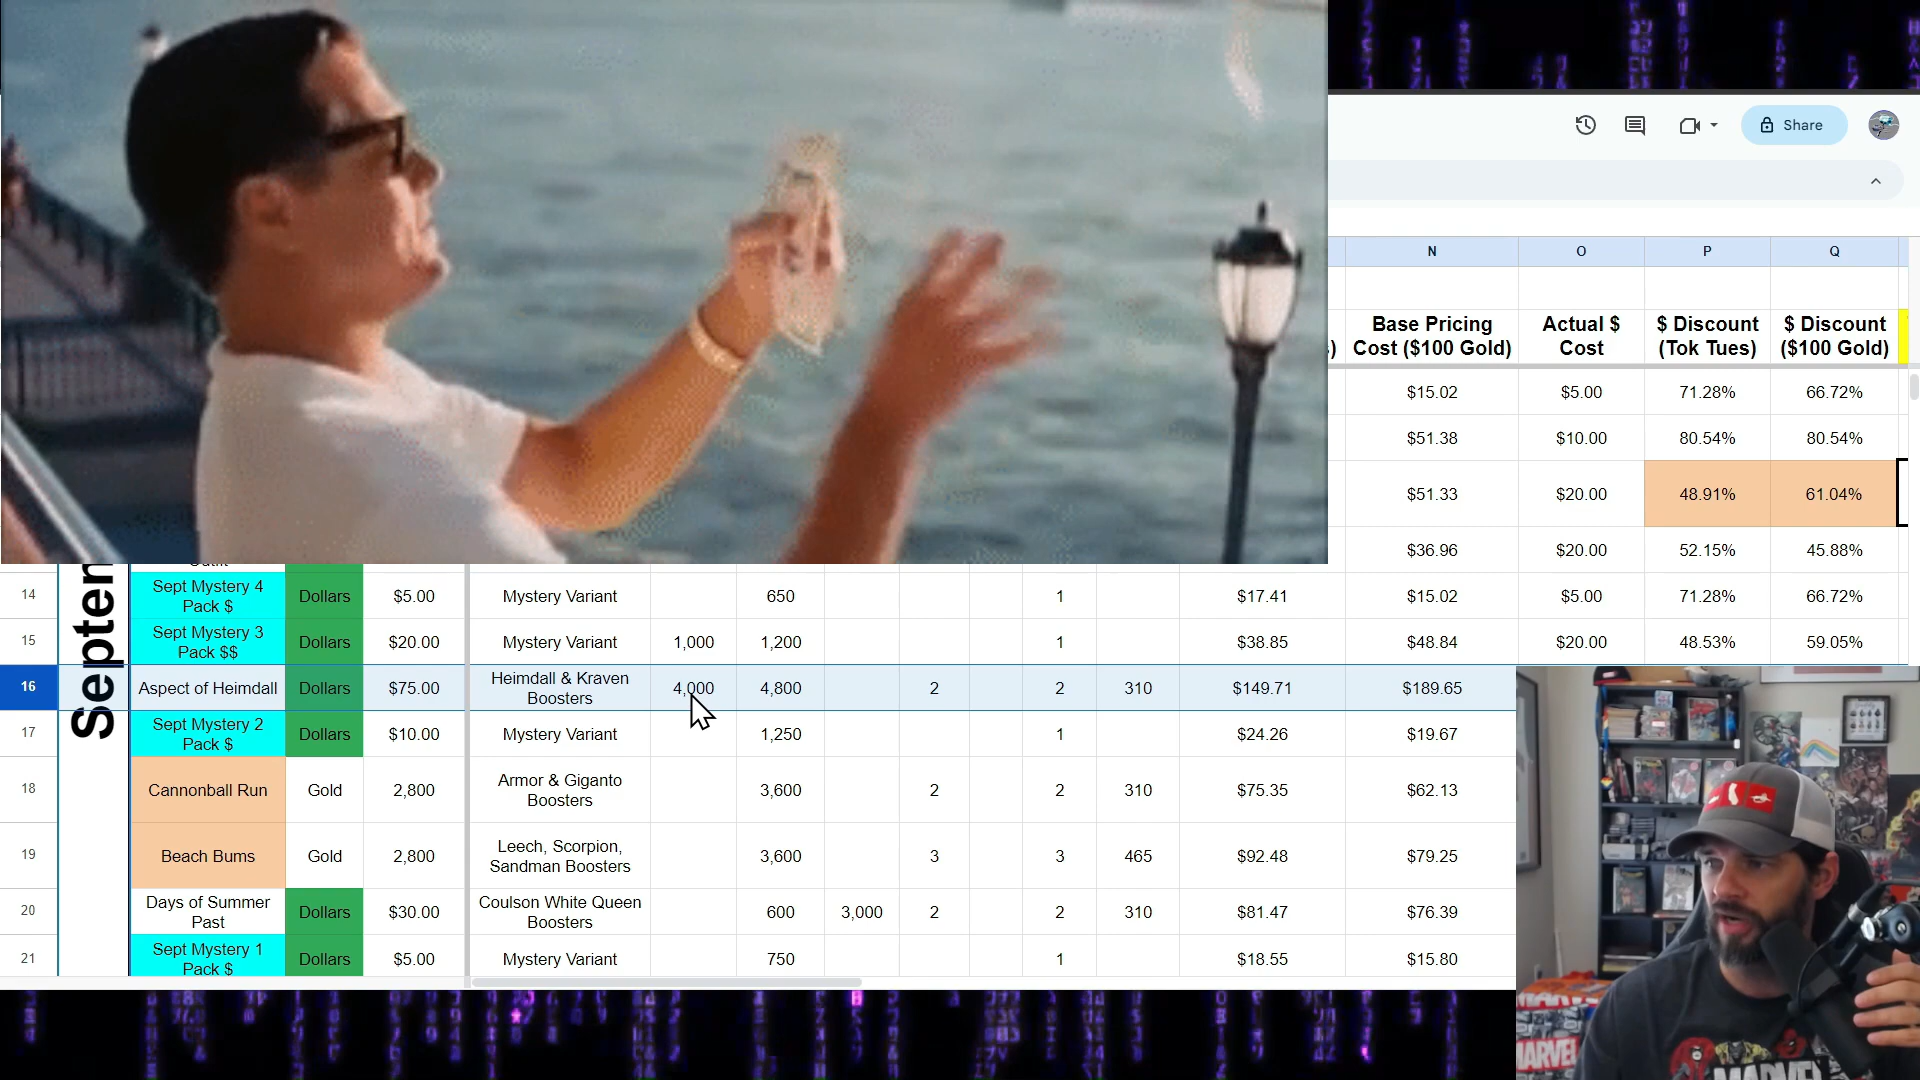 Share
N O P Q
Base Pricing Actual $ $ Discount $ Discount
Cost ($100 Gold) Cost (Tok Tues) ($100 Gold)
$15.02 $5.00 71.28% 66.72%
$51.38 $10.00 80.54% 80.54%
$51.33 $20.00 48.91% 61.04%
$36.96 $20.00 52.15% 45.88%
14 Sept Mystery 4 Pack $ Dollars $5.00 Mystery Variant 650 1 $17.41 $15.02 $5.00 71.28% 66.72%
15 Sept Mystery 3 Pack $$ Dollars $20.00 Mystery Variant 1,000 1,200 1 $38.85 $48.84 $20.00 48.53% 59.05%
16 Aspect of Heimdall Dollars $75.00 Heimdall & Kraven Boosters 4,000 4,800 2 2 310 $149.71 $189.65
17 Sept Mystery 2 Pack $ Dollars $10.00 Mystery Variant 1,250 1 $24.26 $19.67
18 Cannonball Run Gold 2,800 Armor & Giganto Boosters 3,600 2 2 310 $75.35 $62.13
19 Beach Bums Gold 2,800 Leech, Scorpion, Sandman Boosters 3,600 3 3 465 $92.48 $79.25
20 Days of Summer Past Dollars $30.00 Coulson White Queen Boosters 600 3,000 2 2 310 $81.47 $76.39
21 Sept Mystery 1 Pack $ Dollars $5.00 Mystery Variant 750 1 $18.55 $15.80
Septem
MARVEL
MARVEL